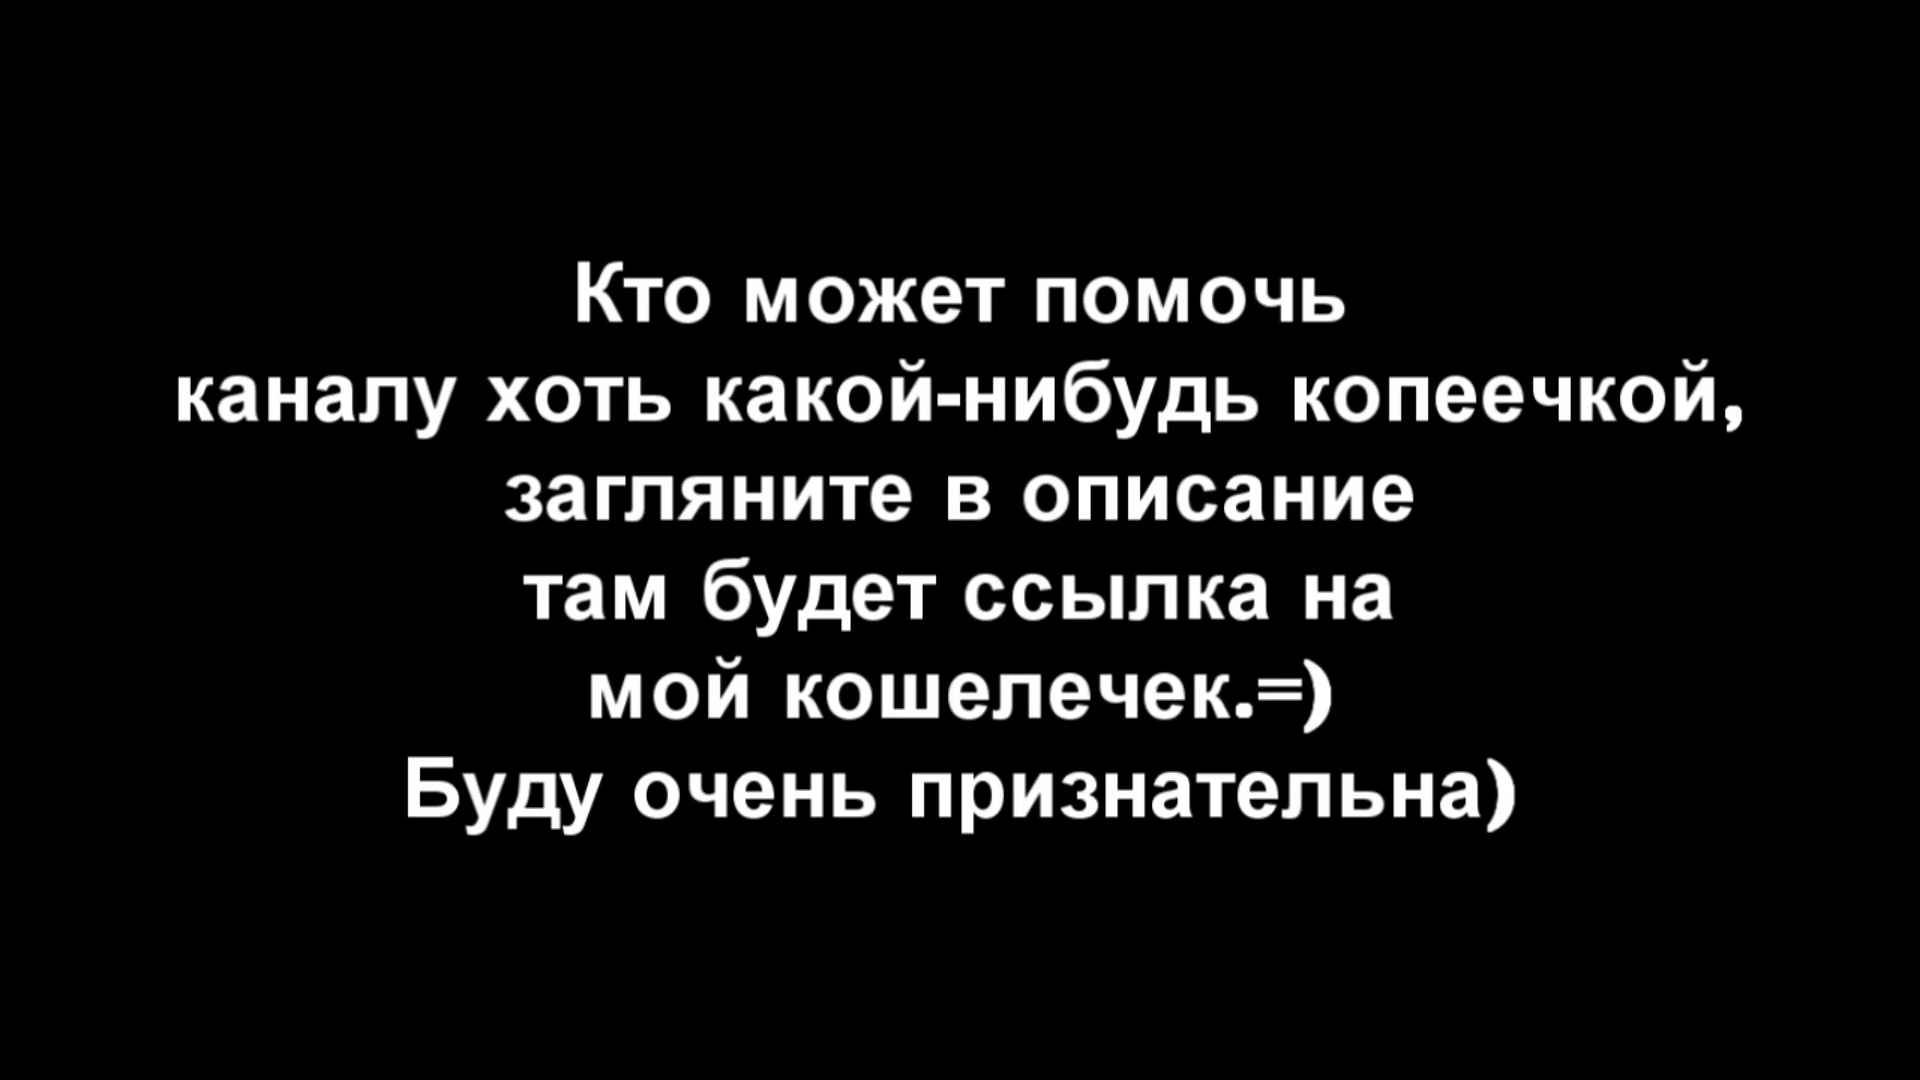 Кто может помочь
каналу хоть какой-нибудь копеечкой,
загляните в описание
там будет ссылка на
мой кошелечек.=)
Буду очень признательна)